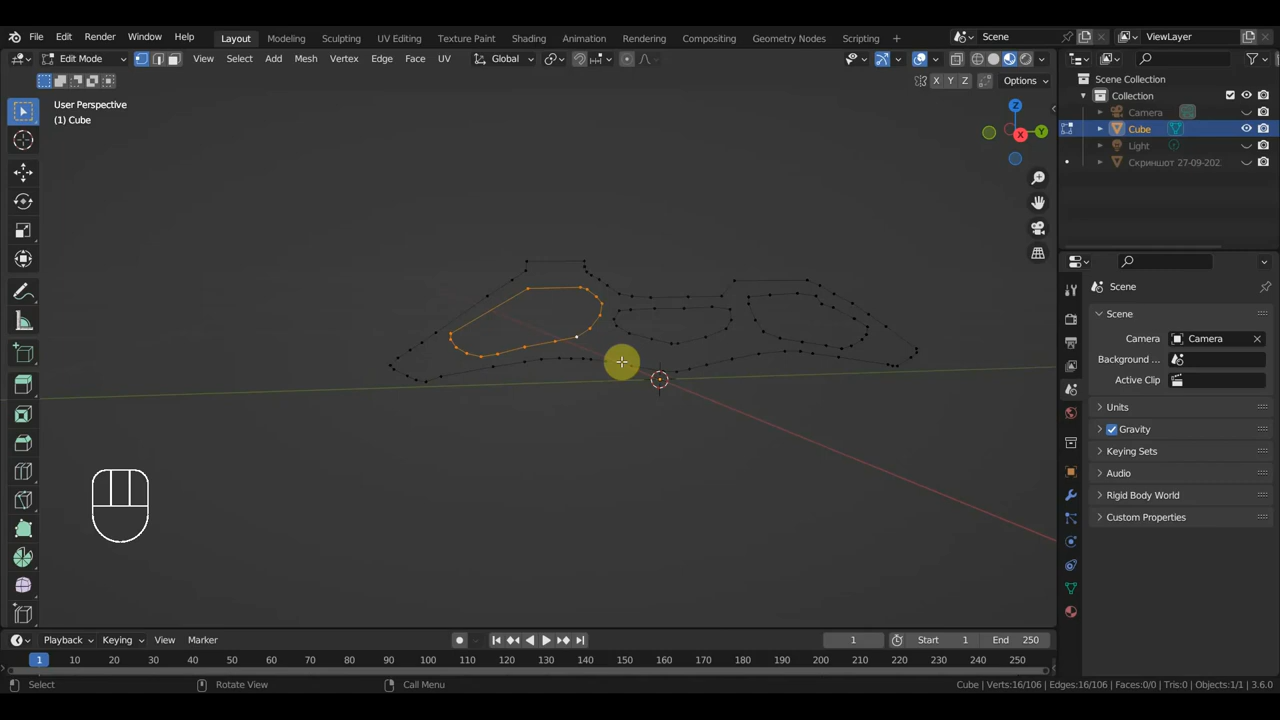 File Edit Render Window Help Layout Modeling Sculpting UV Editing Texture Paint Shading Animation Rendering Compositing Geometry Nodes Scripting + Scene ViewLayer
Edit Mode View Select Add Mesh Vertex Edge Face UV Global
X Y Z Options
User Perspective
(1) Cube
Z
Y
X
Scene Collection
Collection
Camera
Cube
Light
Скриншот 27-09-202.
Scene
Scene
Camera Camera
Background ...
Active Clip
Units
Gravity
Keying Sets
Audio
Rigid Body World
Custom Properties
Playback Keying View Marker 1 Start 1 End 250
1 10 20 30 40 50 60 70 80 90 100 110 120 130 140 150 160 170 180 190 200 210 220 230 240 250
Select Rotate View Call Menu Cube | Verts:16/106 | Edges:16/106 | Faces:0/0 | Tris:0 | Objects:1/1 | 3.6.0